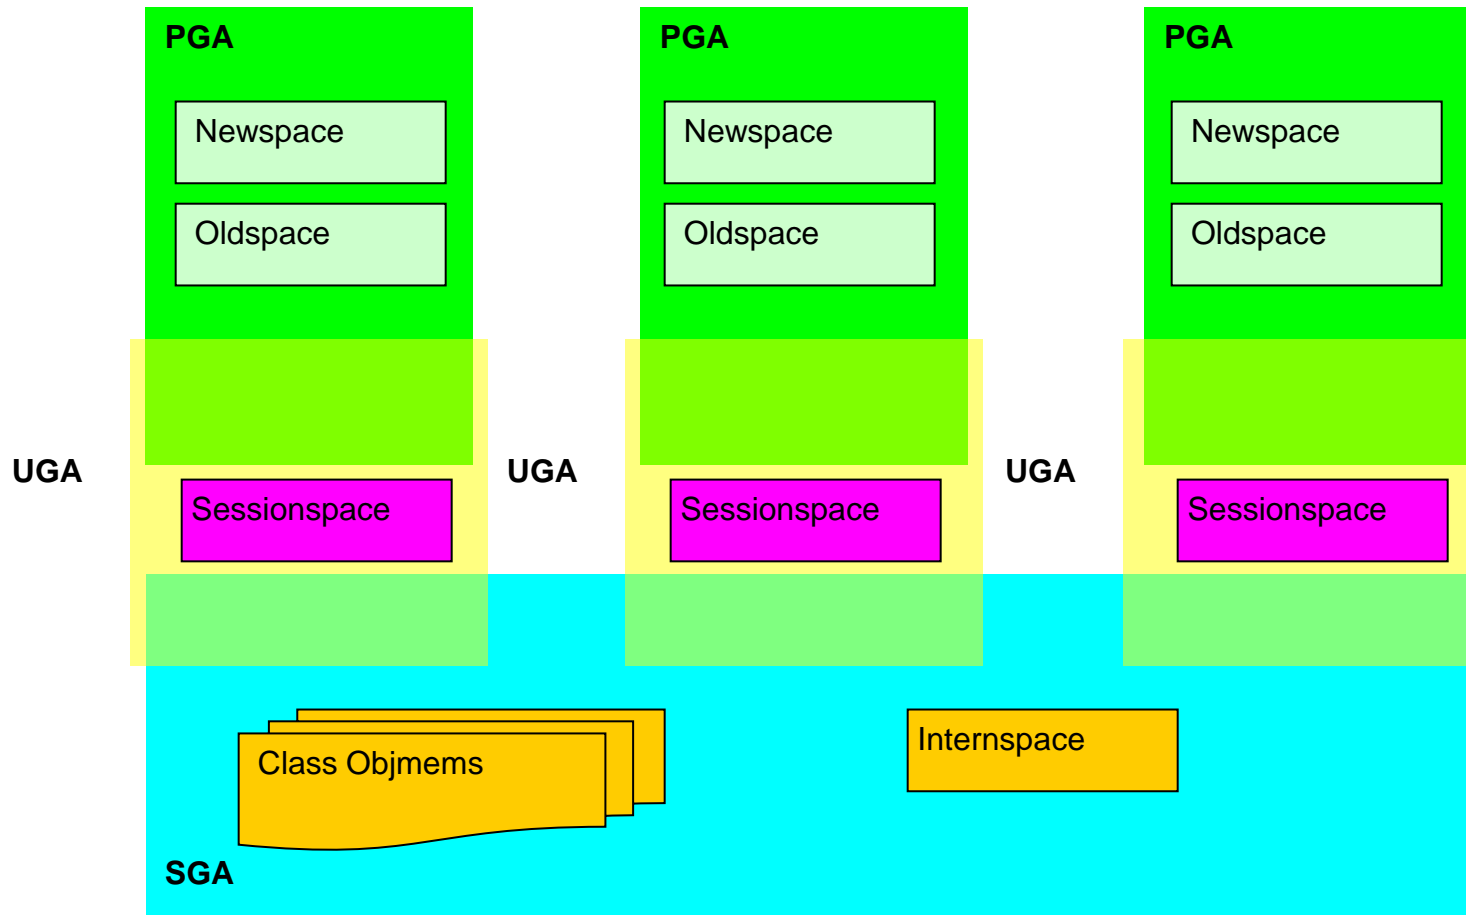 PGA
PGA
PGA
Newspace
Newspace
Newspace
Oldspace
Oldspace
Oldspace
UGA
UGA
UGA
Sessionspace
Sessionspace
Sessionspace
Class Objmems
Internspace
SGA